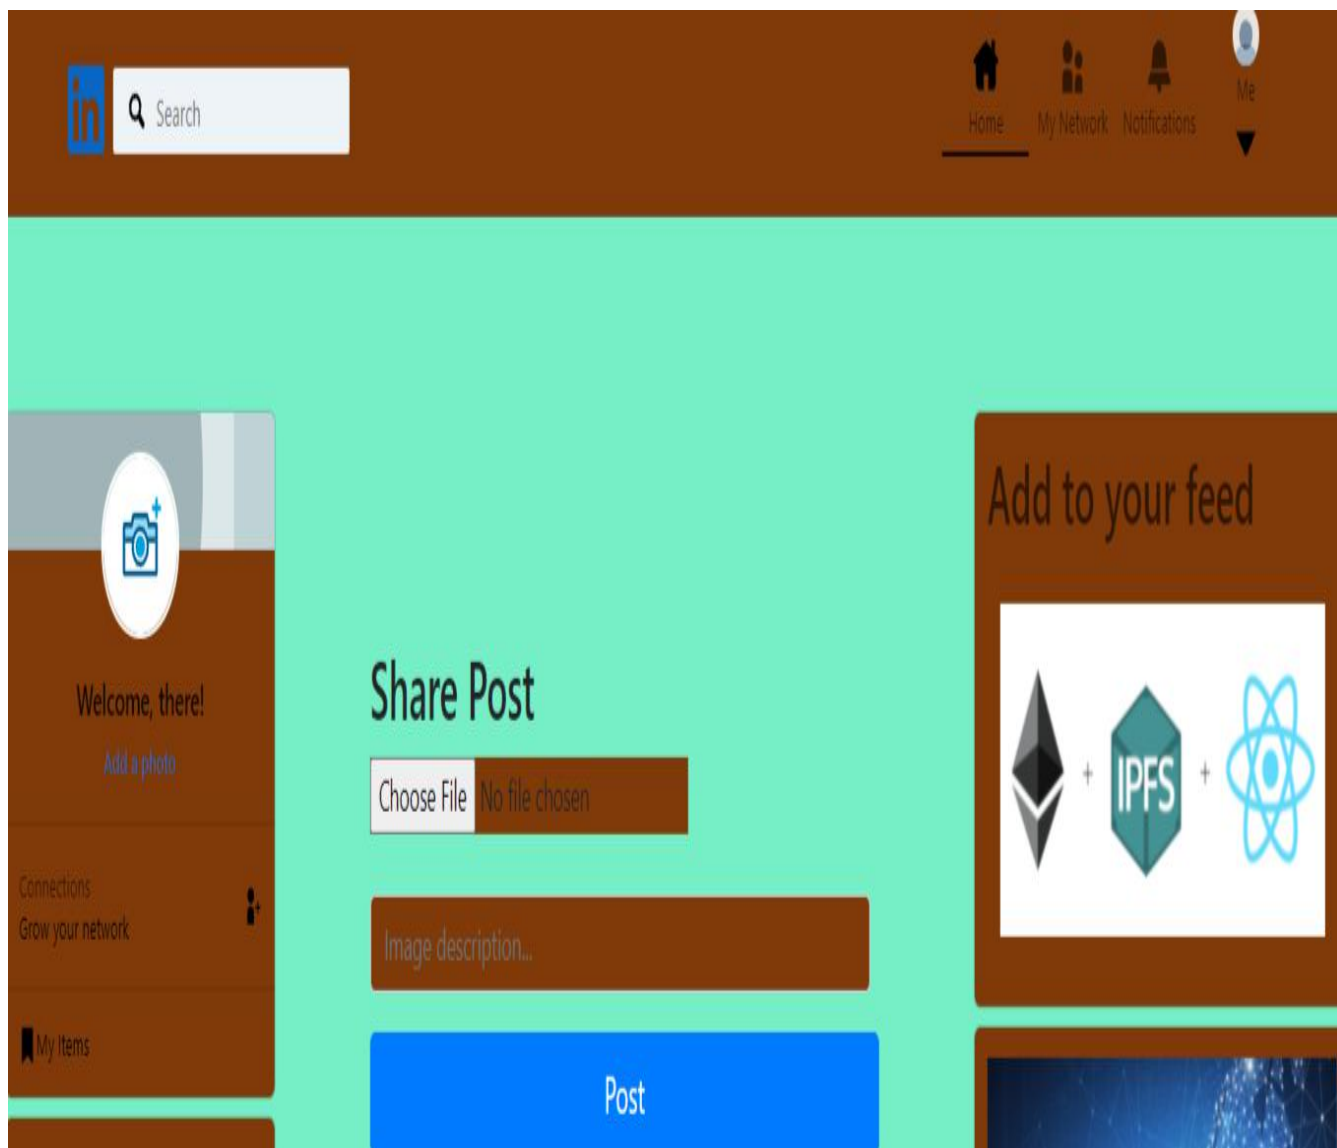 in
Search
Home
My Network
Notifications
Me
Welcome, there!
Add a photo
Connections
Grow your network
My Items
Share Post
Choose File No file chosen
Image description...
Post
Add to your feed
+ IPFS +